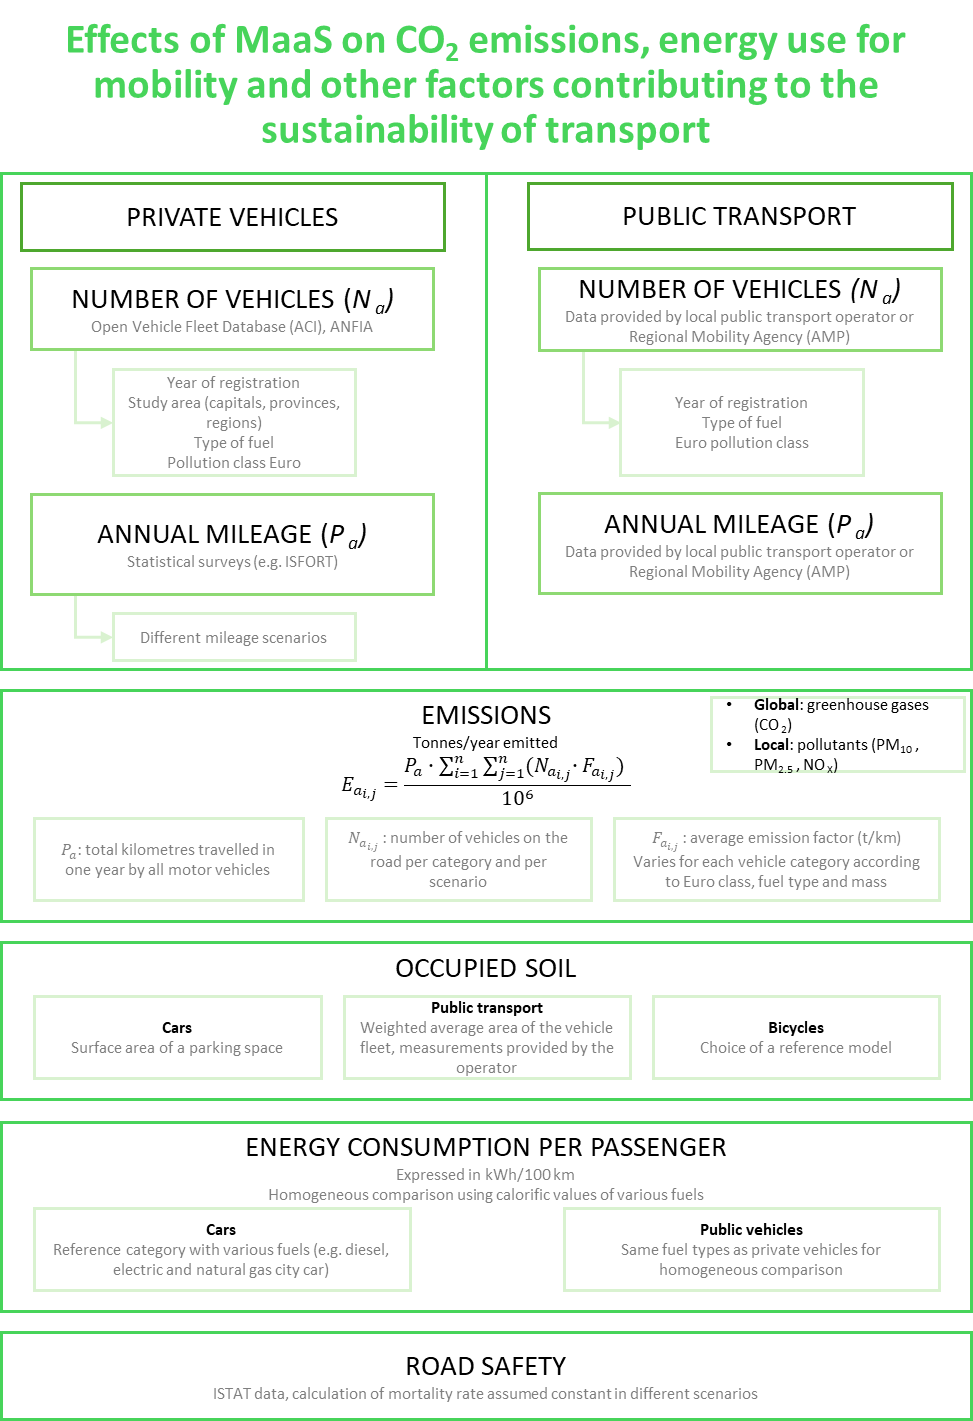 Effects of MaaS on CO₂ emissions, energy use for
mobility and other factors contributing to the
sustainability of transport
PRIVATE VEHICLES
NUMBER OF VEHICLES (N a)
Open Vehicle Fleet Database (ACI), ANFIA
Year of registration
Study area (capitals, provinces,
regions)
Type of fuel
Pollution class Euro
ANNUAL MILEAGE (P a)
Statistical surveys (e.g. ISFORT)
Different mileage scenarios
PUBLIC TRANSPORT
NUMBER OF VEHICLES (N a)
Data provided by local public transport operator or
Regional Mobility Agency (AMP)
Year of registration
Type of fuel
Euro pollution class
ANNUAL MILEAGE (P a)
Data provided by local public transport operator or
Regional Mobility Agency (AMP)
EMISSIONS
Tonnes/year emitted
E_{a_{i,j}} = \frac{P_a · ∑_{i=1}^{n} ∑_{j=1}^{n} (N_{a_{i,j}} · F_{a_{i,j}})}{10^6}
• Global: greenhouse gases
(CO₂)
• Local: pollutants (PM₁₀,
PM₂.₅, NOₓ)
P_a: total kilometres travelled in
one year by all motor vehicles
N_{a_{i,j}} : number of vehicles on the
road per category and per
scenario
F_{a_{i,j}} : average emission factor (t/km)
Varies for each vehicle category according
to Euro class, fuel type and mass
OCCUPIED SOIL
Cars
Surface area of a parking space
Public transport
Weighted average area of the vehicle
fleet, measurements provided by the
operator
Bicycles
Choice of a reference model
ENERGY CONSUMPTION PER PASSENGER
Expressed in kWh/100 km
Homogeneous comparison using calorific values of various fuels
Cars
Reference category with various fuels (e.g. diesel,
electric and natural gas city car)
Public vehicles
Same fuel types as private vehicles for
homogeneous comparison
ROAD SAFETY
ISTAT data, calculation of mortality rate assumed constant in different scenarios